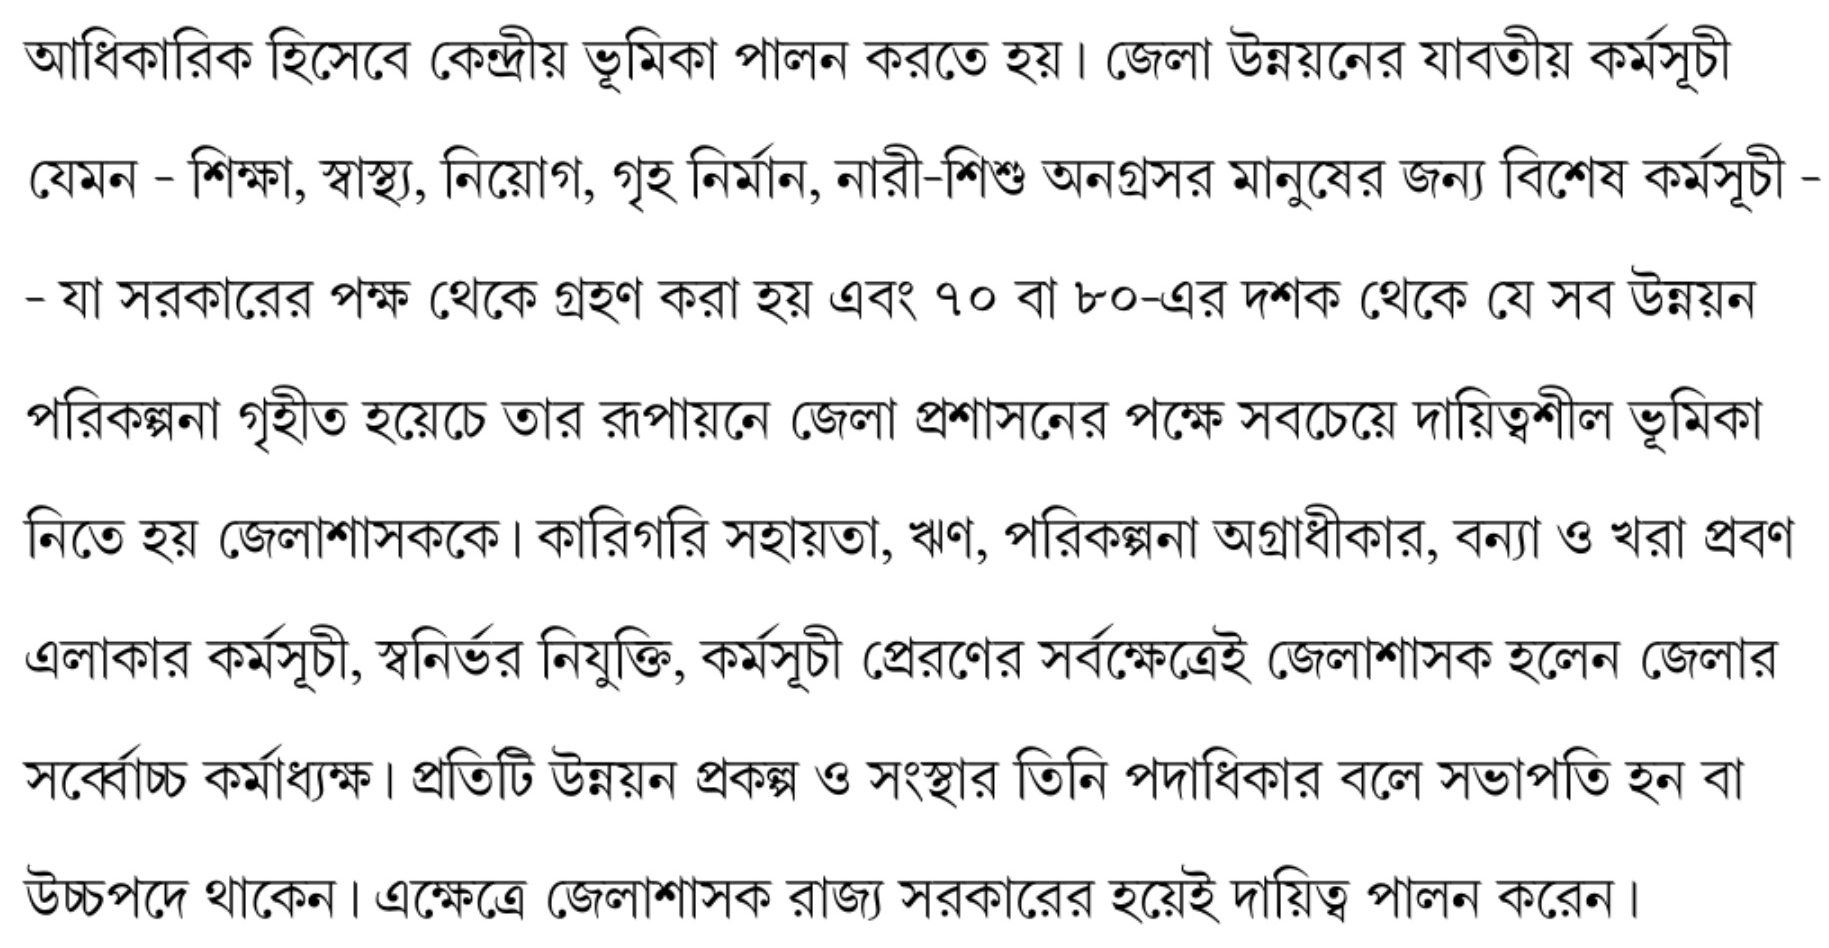 আধিকারিক হিসেবে কেন্দ্রীয় ভূমিকা পালন করতে হয়। জেলা উন্নয়নের যাবতীয় কর্মসূচী
যেমন - শিক্ষা, স্বাস্থ্য, নিয়োগ, গৃহ নির্মান, নারী-শিশু অনগ্রসর মানুষের জন্য বিশেষ কর্মসূচী -
- যা সরকারের পক্ষ থেকে গ্রহণ করা হয় এবং ৭০ বা ৮০-এর দশক থেকে যে সব উন্নয়ন
পরিকল্পনা গৃহীত হয়েচে তার রূপায়নে জেলা প্রশাসনের পক্ষে সবচেয়ে দায়িত্বশীল ভূমিকা
নিতে হয় জেলাশাসককে। কারিগরি সহায়তা, ঋণ, পরিকল্পনা অগ্রাধীকার, বন্যা ও খরা প্রবণ
এলাকার কর্মসূচী, স্বনির্ভর নিযুক্তি, কর্মসূচী প্রেরণের সর্বক্ষেত্রেই জেলাশাসক হলেন জেলার
সর্ব্বোচ্চ কর্মাধ্যক্ষ। প্রতিটি উন্নয়ন প্রকল্প ও সংস্থার তিনি পদাধিকার বলে সভাপতি হন বা
উচ্চপদে থাকেন। এক্ষেত্রে জেলাশাসক রাজ্য সরকারের হয়েই দায়িত্ব পালন করেন।